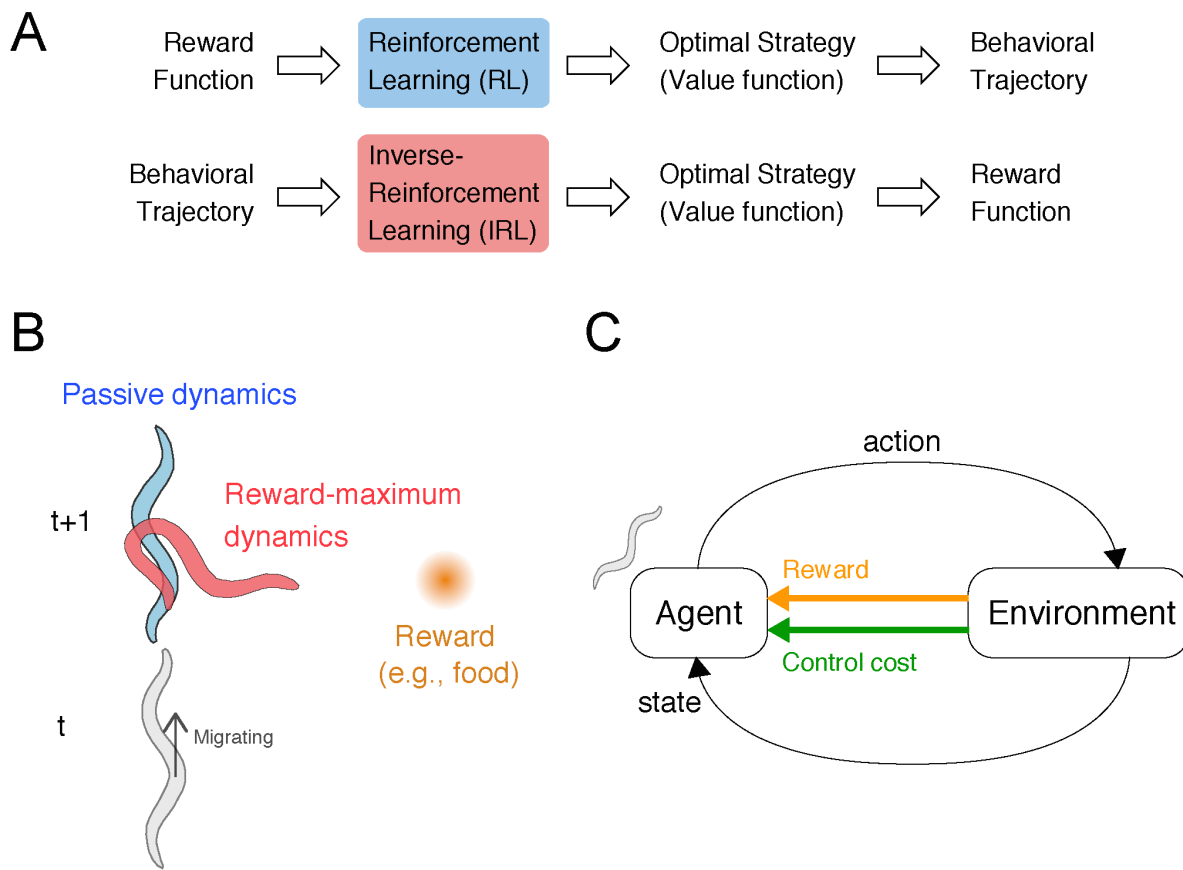 A
Reward
Function
Reinforcement
Learning (RL)
Optimal Strategy
(Value function)
Behavioral
Trajectory
Behavioral
Trajectory
Inverse-
Reinforcement
Learning (IRL)
Optimal Strategy
(Value function)
Reward
Function
B
Passive dynamics
t+1
Reward-maximum
dynamics
Reward
(e.g., food)
t
Migrating
C
action
Reward
Agent
Environment
Control cost
state